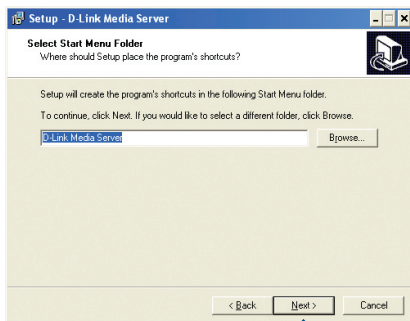 Setup - D-Link Media Server
Select Start Menu Folder
Where should Setup place the program's shortcuts?
Setup will create the program's shortcuts in the following Start Menu folder.
To continue, click Next. If you would like to select a different folder, click Browse.
D-Link Media Server
Browse...
< Back
Next >
Cancel